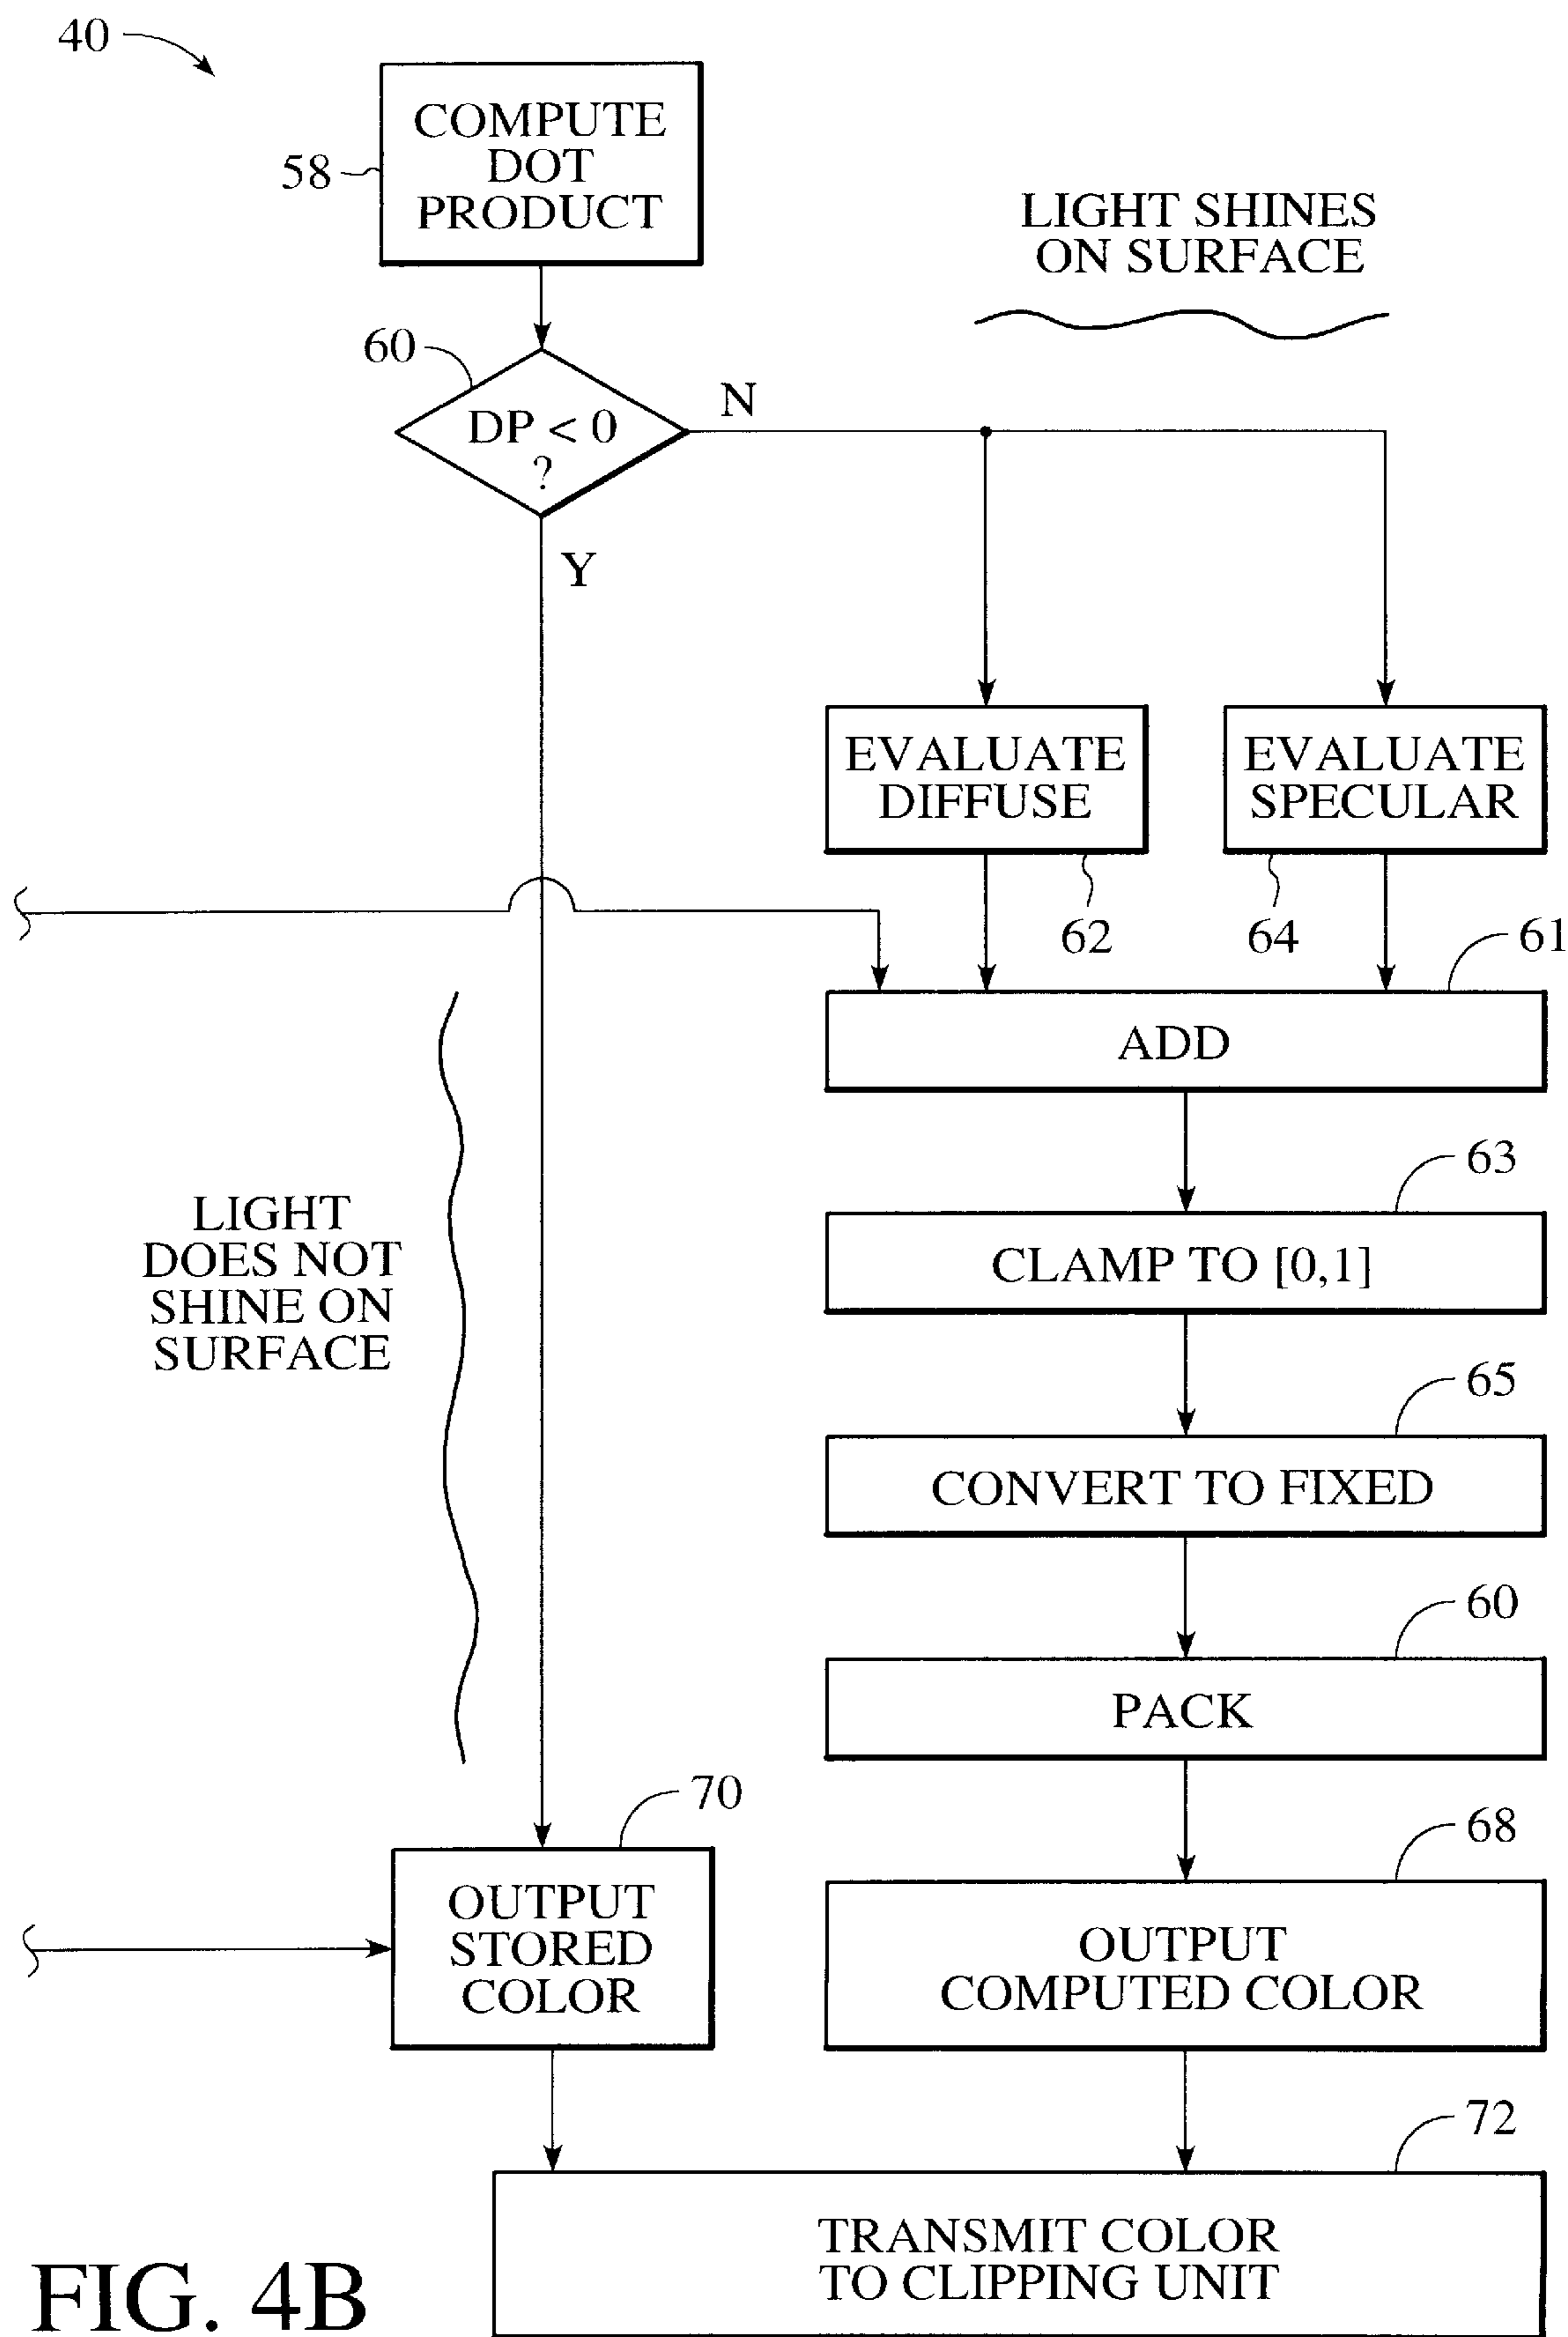 40
COMPUTE
DOT
PRODUCT
58
LIGHT SHINES
ON SURFACE
60
DP < 0
?
N
Y
EVALUATE
DIFFUSE
EVALUATE
SPECULAR
62
64
61
ADD
63
CLAMP TO [0,1]
LIGHT
DOES NOT
SHINE ON
SURFACE
65
CONVERT TO FIXED
60
PACK
70
OUTPUT
STORED
COLOR
68
OUTPUT
COMPUTED COLOR
72
TRANSMIT COLOR
TO CLIPPING UNIT
FIG. 4B